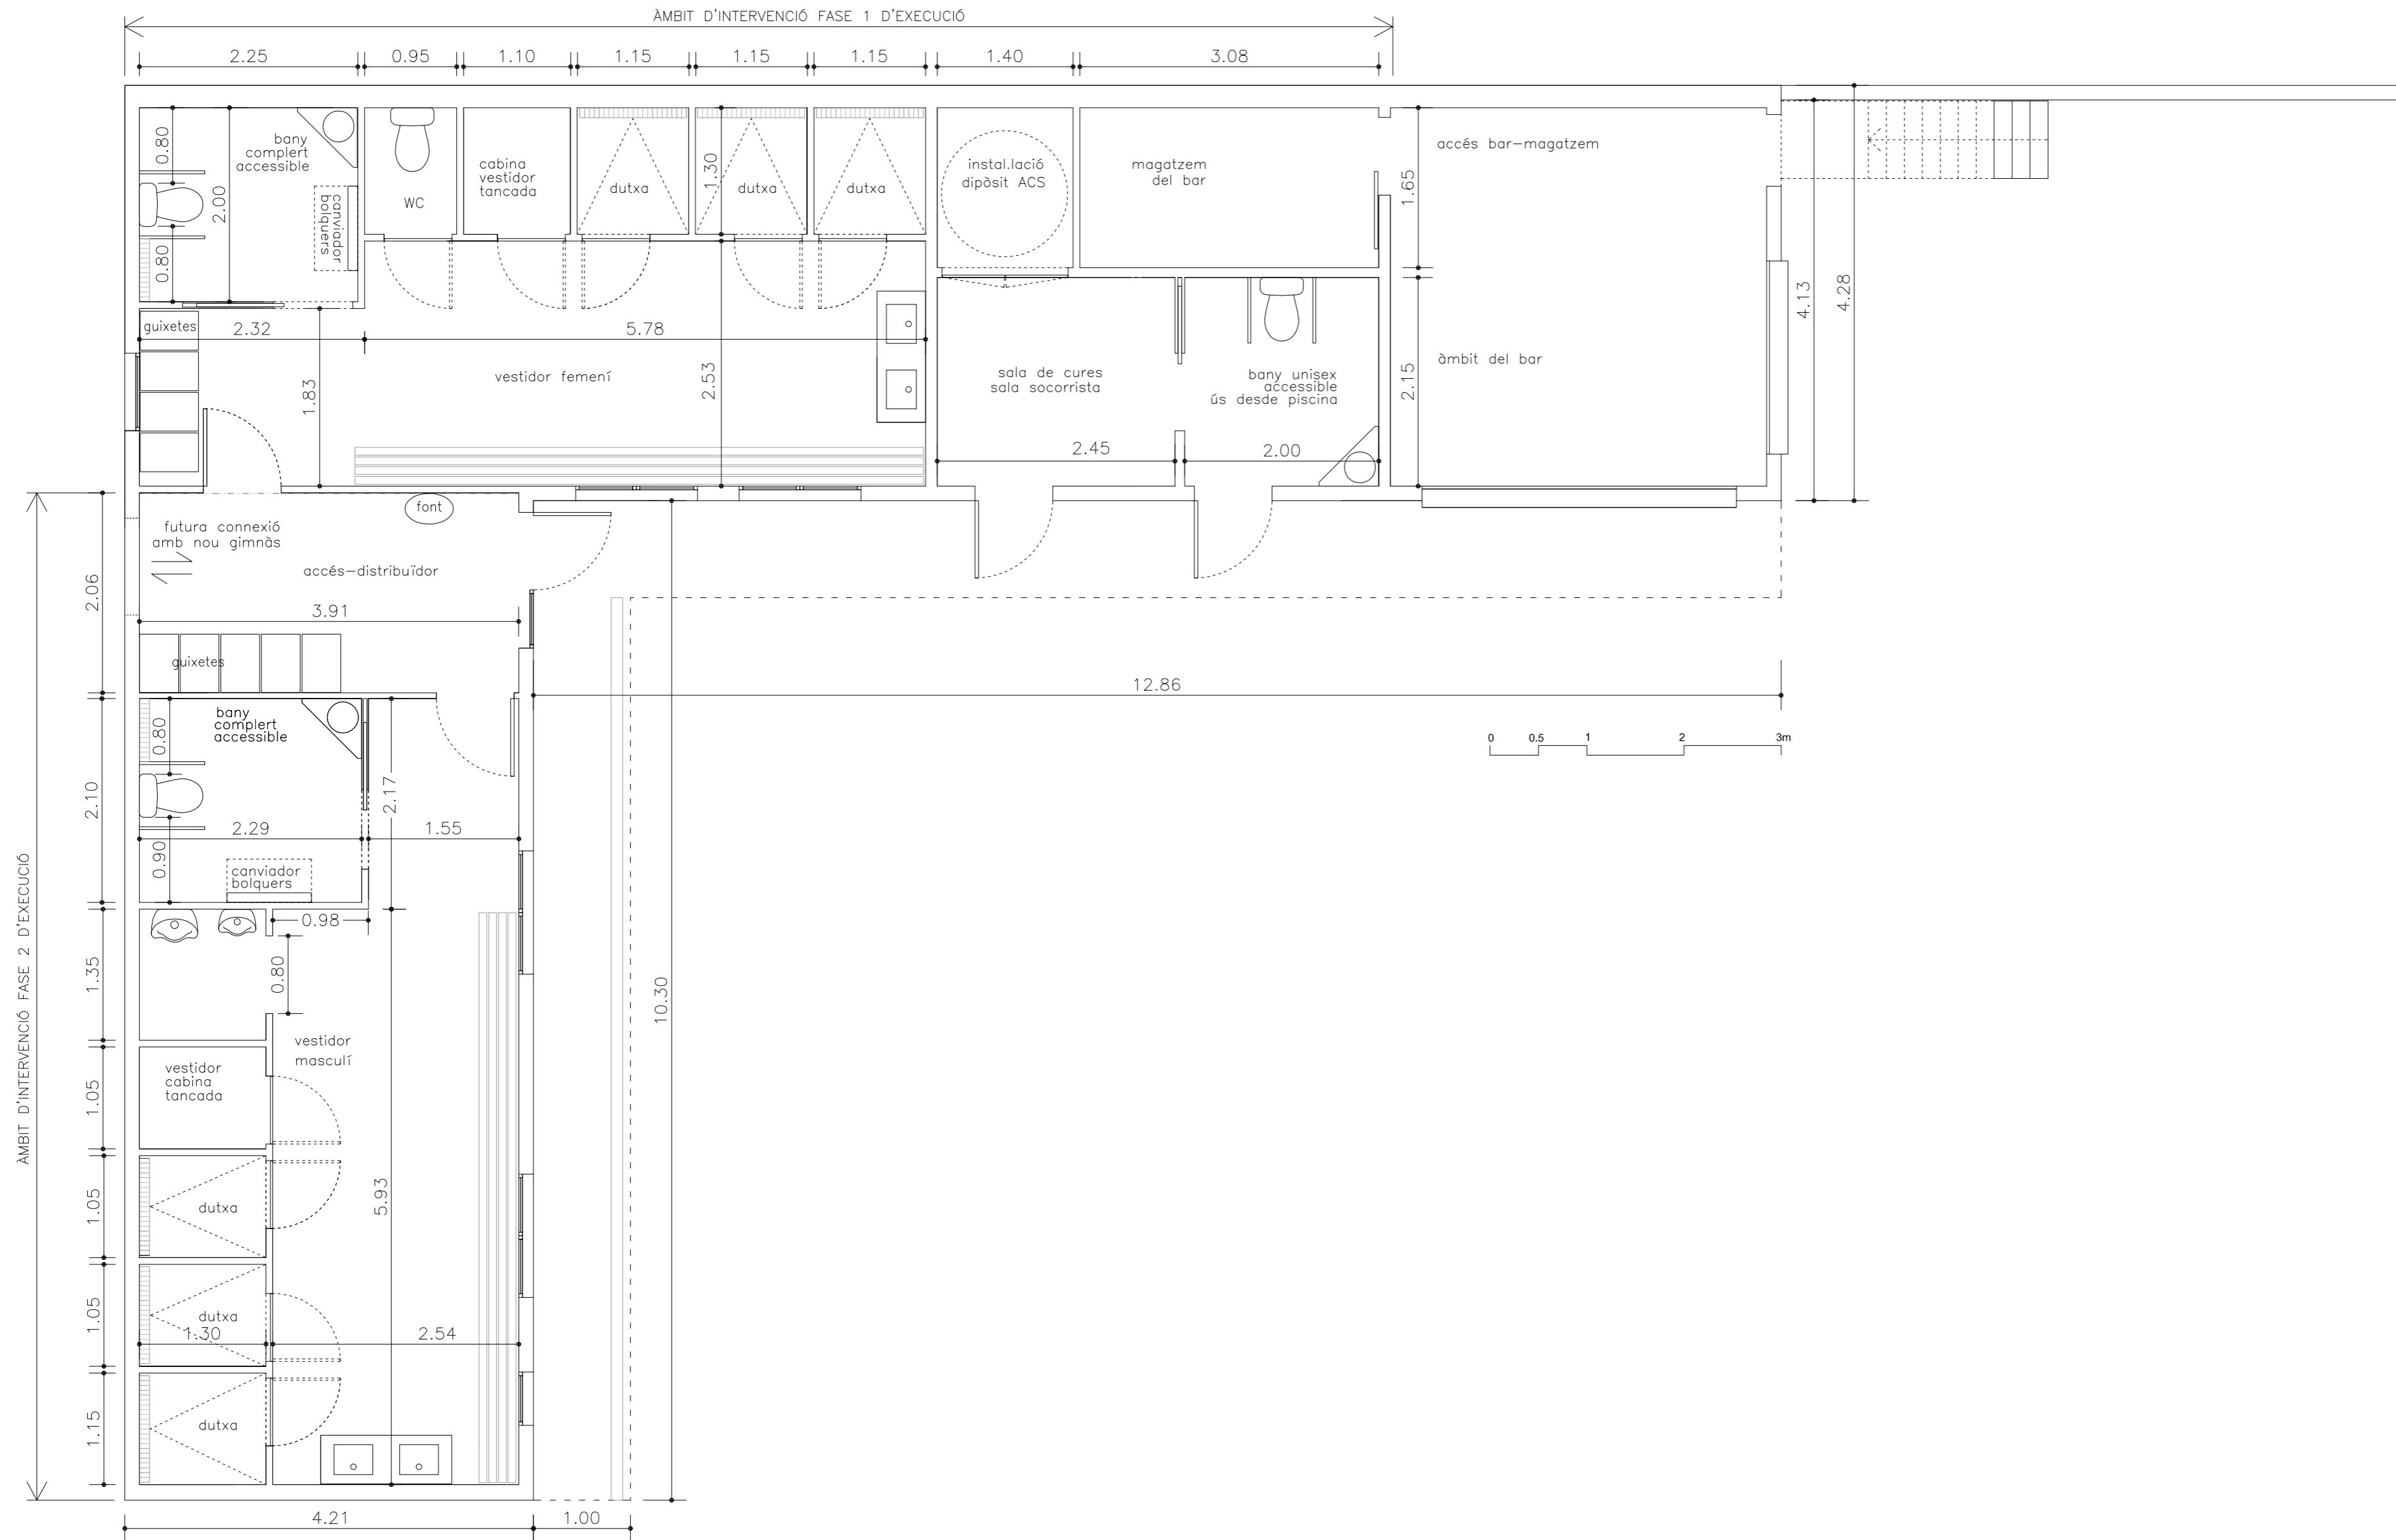 ÀMBIT D'INTERVENCIÓ FASE 1 D'EXECUCIÓ
2.25
0.95
1.10
1.15
1.15
1.15
1.40
3.08
0.80
2.00
0.80
bany
complert
accessible
canviador
bolquers
WC
cabina
vestidor
tancada
dutxa
1.30
dutxa
dutxa
instal.lació
dipòsit ACS
magatzem
del bar
accés bar-magatzem
1.65
4.13
4.28
guixetes
2.32
5.78
1.83
vestidor femení
2.53
sala de cures
sala socorrista
bany unisex
accessible
ús desde piscina
2.15
àmbit del bar
2.45
2.00
font
futura connexió
amb nou gimnàs
accés-distribuïdor
2.06
3.91
guixetes
12.86
0
0.5
1
2
3m
bany
complert
accessible
0.80
2.10
2.17
2.29
1.55
0.90
canviador
bolquers
0.98
ÀMBIT D'INTERVENCIÓ FASE 2 D'EXECUCIÓ
1.35
0.80
10.30
vestidor
masculí
vestidor
cabina
tancada
1.05
1.05
dutxa
5.93
1.05
dutxa
1.30
2.54
1.15
dutxa
4.21
1.00